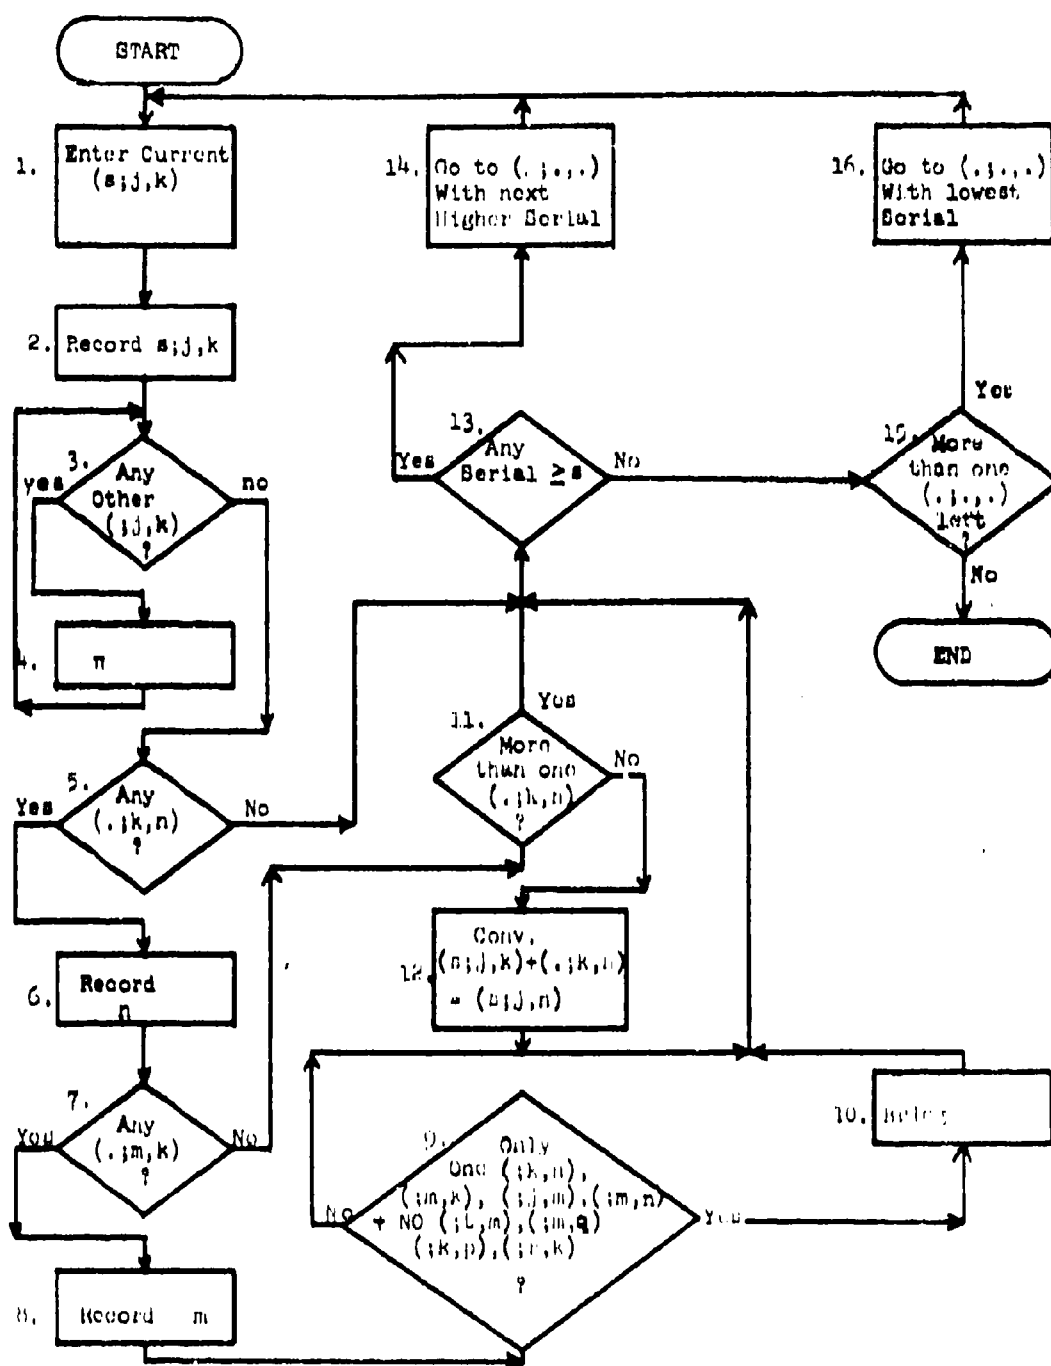 START
1. Enter Current
(s;j,k)
2. Record s;j,k
3. Any
Other
(;j,k)
?
yes
no
4. π
5. Any
(.;k,n)
?
Yes
No
6. Record
n
7. Any
(.;m,k)
?
Yes
No
8. Record m
9. Only
One (;k,n),
(;m,k), (;j,m),(;m,n)
+ NO (;L,m),(;m,q)
(;k,p),(;r,k)
?
No
Yes
10.
11. More
than one
(.;k,n)
?
Yes
No
12. Conv.
(s;j,k)+(.;k,n)
= (s;j,n)
13. Any
Serial ≥s
Yes
No
14. Go to (.;.,.)
With next
Higher Serial
15. More
than one
(.;.,.)
left
?
Yes
No
16. Go to (.;.,.)
With lowest
Serial
END